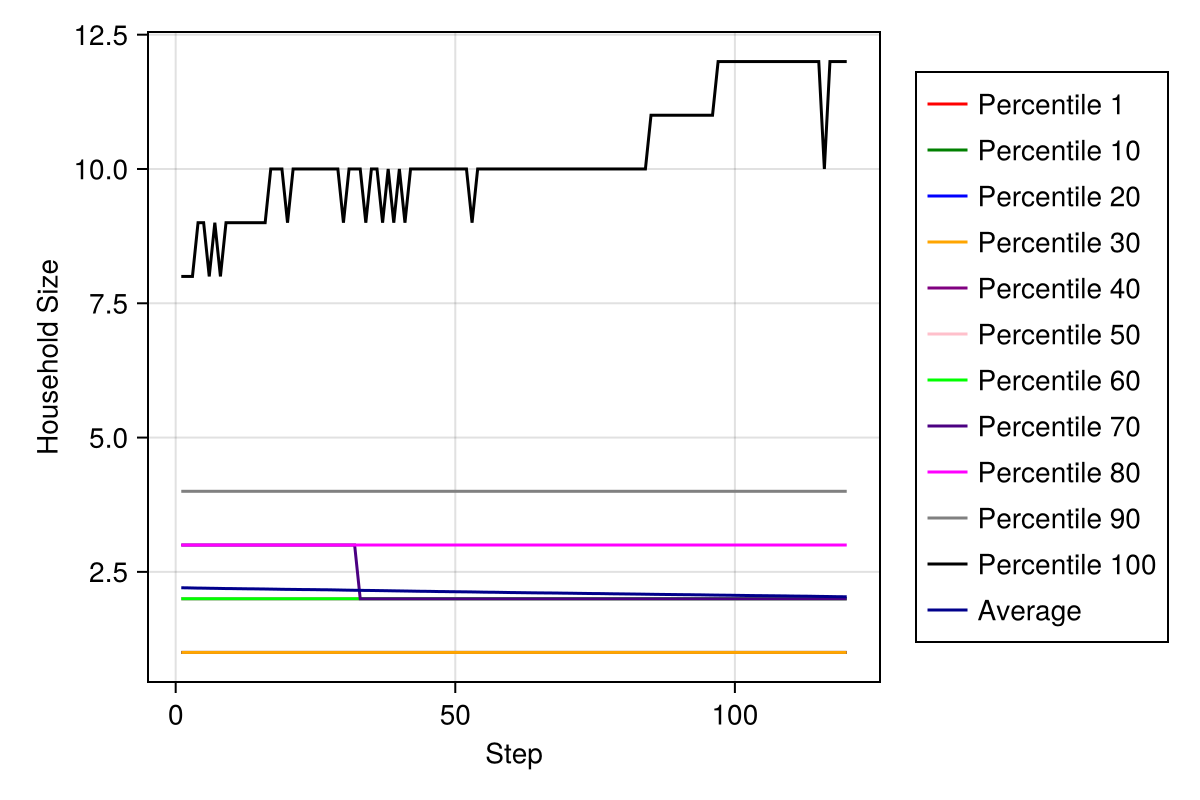 12.5
10.0
7.5
5.0
2.5
Household Size
0
50
100
Step
Percentile 1
Percentile 10
Percentile 20
Percentile 30
Percentile 40
Percentile 50
Percentile 60
Percentile 70
Percentile 80
Percentile 90
Percentile 100
Average